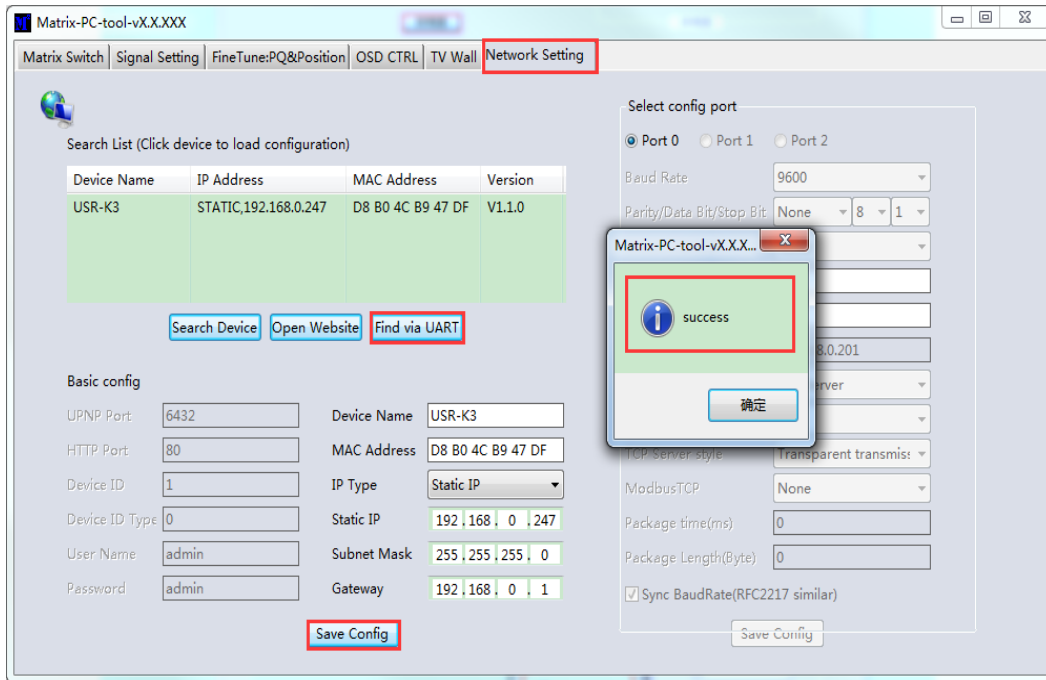 Matrix-PC-tool-vX.X.XXX
Matrix Switch Signal Setting FineTune:PQ&Position OSD CTRL TV Wall Network Setting
Search List (Click device to load configuration)
Device Name IP Address MAC Address Version
USR-K3 STATIC,192.168.0.247 D8 B0 4C B9 47 DF V1.1.0
Search Device Open Website Find via UART
Basic config
UPNP Port 6432 Device Name USR-K3
HTTP Port 80 MAC Address D8 B0 4C B9 47 DF
Device ID 1 IP Type Static IP
Device ID Type 0 Static IP 192 . 168 . 0 . 247
User Name admin Subnet Mask 255 . 255 . 255 . 0
Password admin Gateway 192 . 168 . 0 . 1
Save Config
Select config port
Port 0 Port 1 Port 2
Baud Rate 9600
Parity/Data Bit/Stop Bit None 8 1
Matrix-PC-tool-vX.X.X...
success
确定
8.0.201
erver
TCP Server style Transparent transmiss
ModbusTCP None
Package time(ms) 0
Package Length(Byte) 0
Sync BaudRate(RFC2217 similar)
Save Config